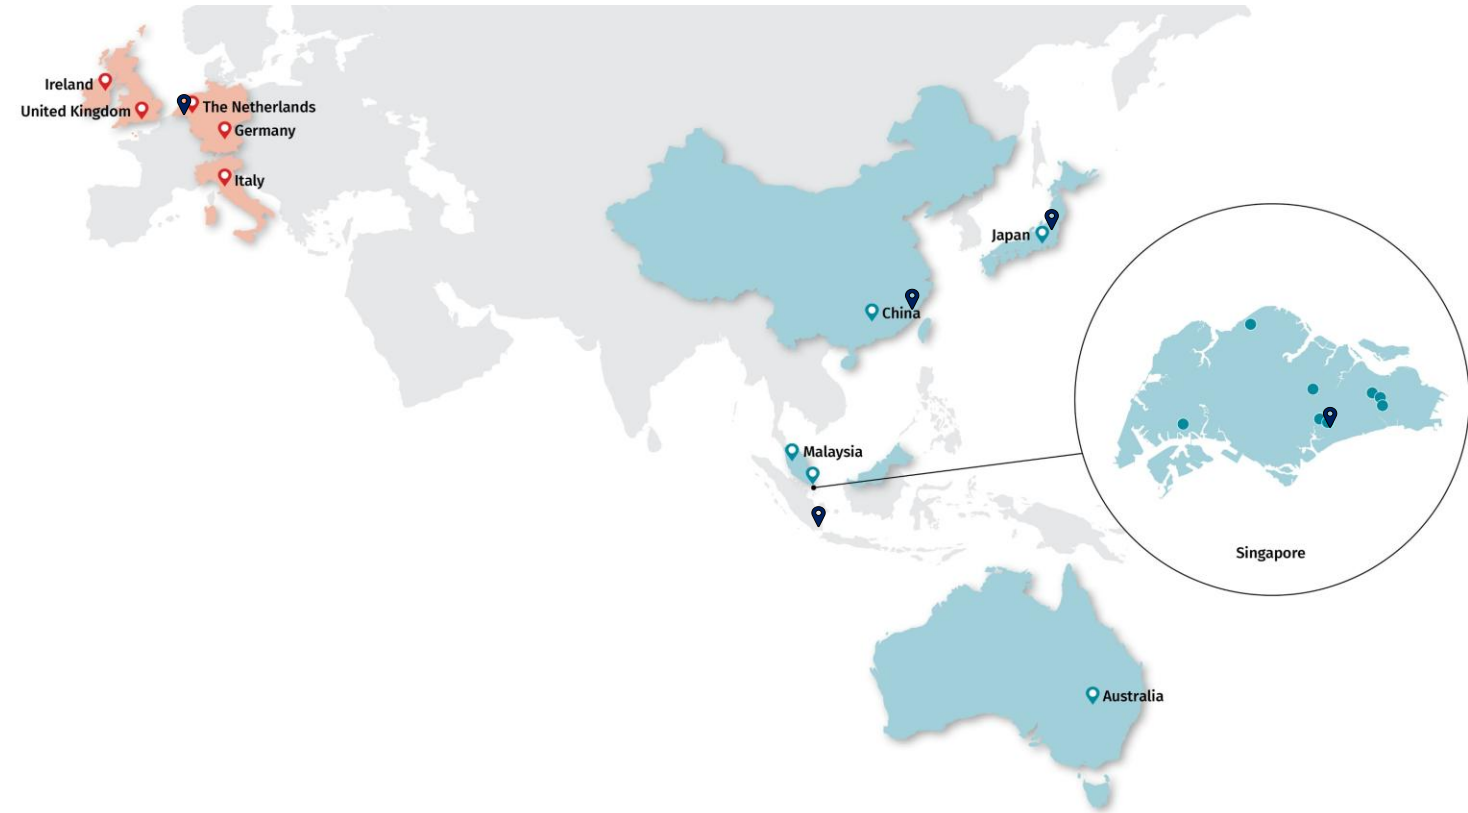 Ireland
United Kingdom
The Netherlands
Germany
Italy
Japan
China
Malaysia
Singapore
Australia